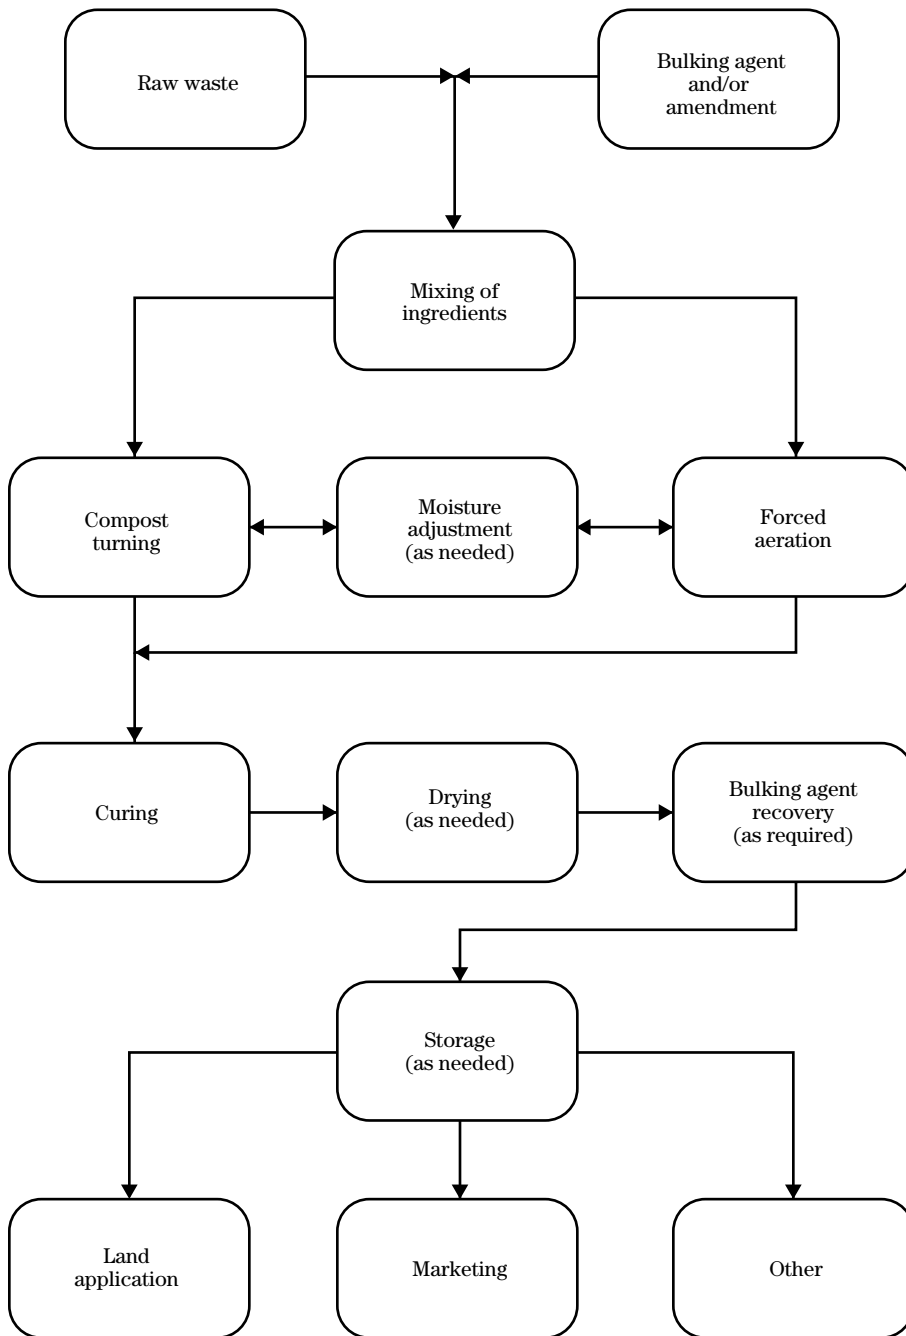 Raw waste
Bulking agent
and/or
amendment
Mixing of
ingredients
Compost
turning
Moisture
adjustment
(as needed)
Forced
aeration
Curing
Drying
(as needed)
Bulking agent
recovery
(as required)
Storage
(as needed)
Land
application
Marketing
Other